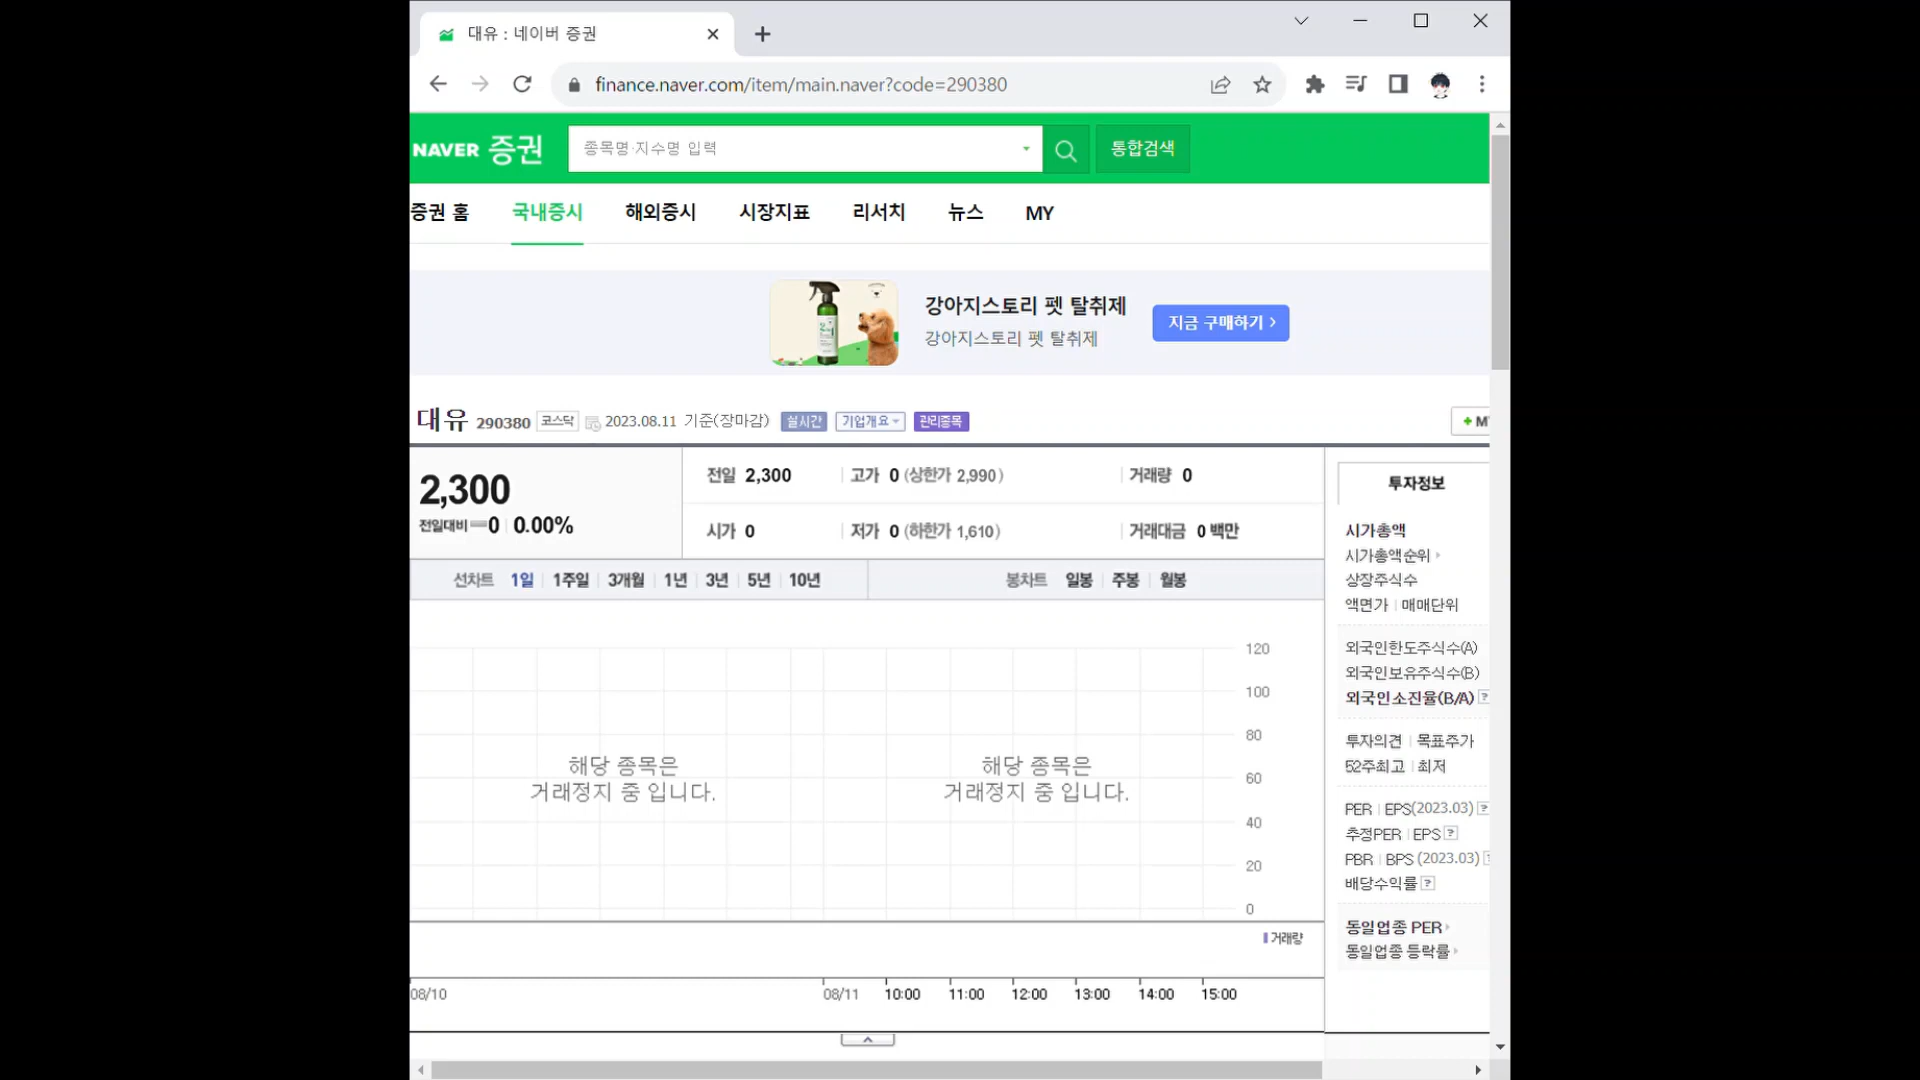 대유 : 네이버 증권
finance.naver.com/item/main.naver?code=290380
NAVER 증권
종목명·지수명 입력
통합검색
증권 홈 국내증시 해외증시 시장지표 리서치 뉴스 MY
강아지스토리 펫 탈취제
강아지스토리 펫 탈취제
지금 구매하기 ›
대유 290380 코스닥 2023.08.11 기준(장마감) 실시간 기업개요 관리종목
+ M
2,300
전일대비 0 0.00%
전일 2,300 고가 0 (상한가 2,990) 거래량 0
시가 0 저가 0 (하한가 1,610) 거래대금 0 백만
선차트 1일 1주일 3개월 1년 3년 5년 10년
봉차트 일봉 주봉 월봉
해당 종목은
거래정지 중 입니다.
해당 종목은
거래정지 중 입니다.
120
100
80
60
40
20
0
거래량
08/10 08/11 10:00 11:00 12:00 13:00 14:00 15:00
투자정보
시가총액
시가총액순위
상장주식수
액면가 매매단위
외국인한도주식수(A)
외국인보유주식수(B)
외국인소진율(B/A) ?
투자의견 목표주가
52주최고 최저
PER EPS(2023.03) ?
추정PER EPS ?
PBR BPS (2023.03) ?
배당수익률 ?
동일업종 PER
동일업종 등락률